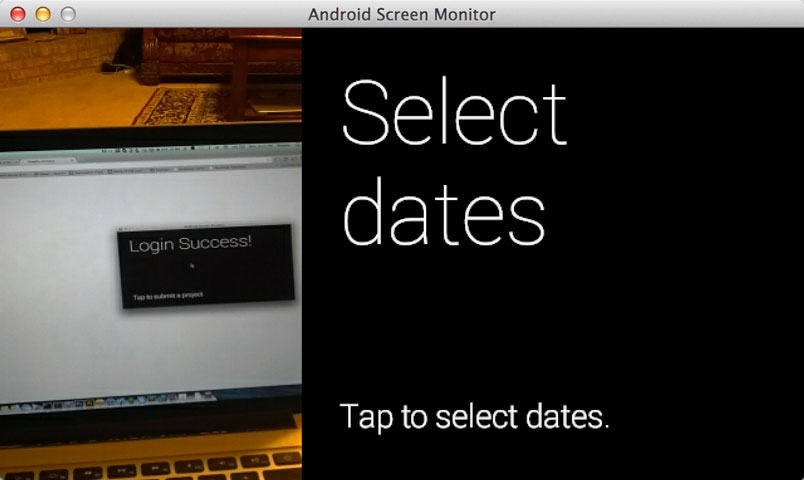 Android Screen Monitor
Login Success!
Tap to submit a project
Select
dates
Tap to select dates.